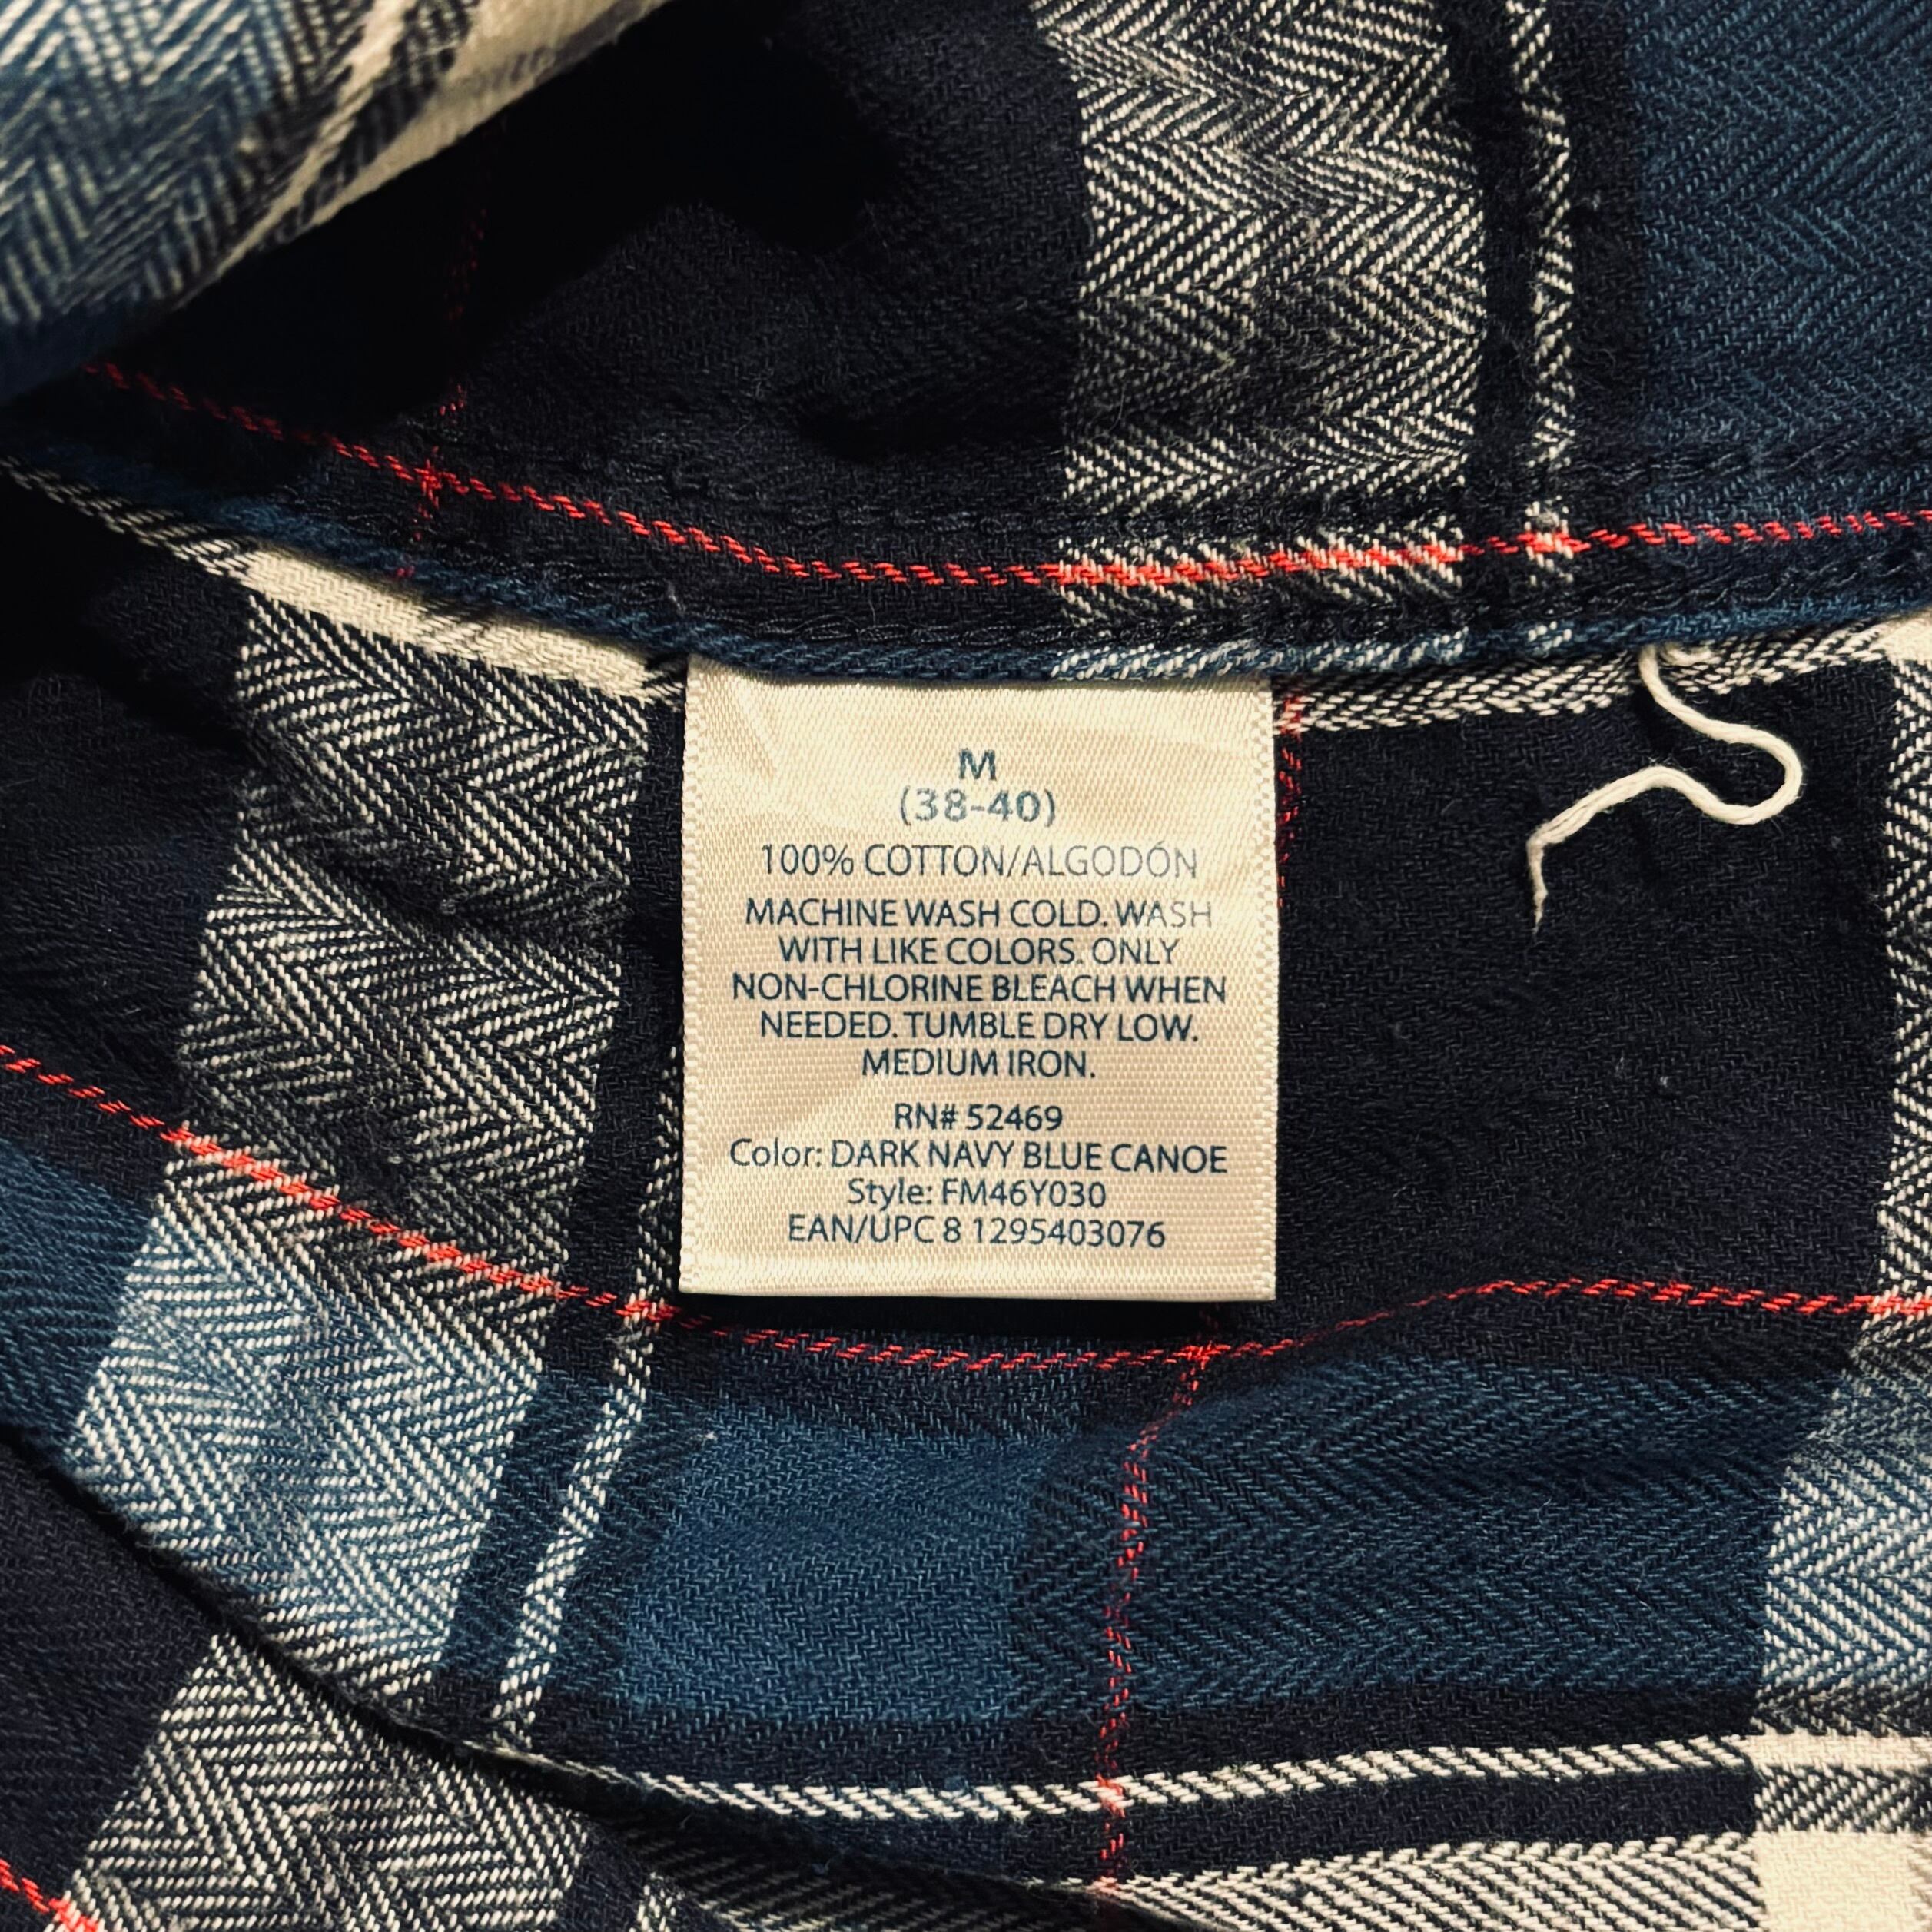 M
(38-40)
100% COTTON/ALGODÓN
MACHINE WASH COLD. WASH
WITH LIKE COLORS. ONLY
NON-CHLORINE BLEACH WHEN
NEEDED. TUMBLE DRY LOW.
MEDIUM IRON.
RN# 52469
Color: DARK NAVY BLUE CANOE
Style: FM46Y030
EAN/UPC 8 1295403076